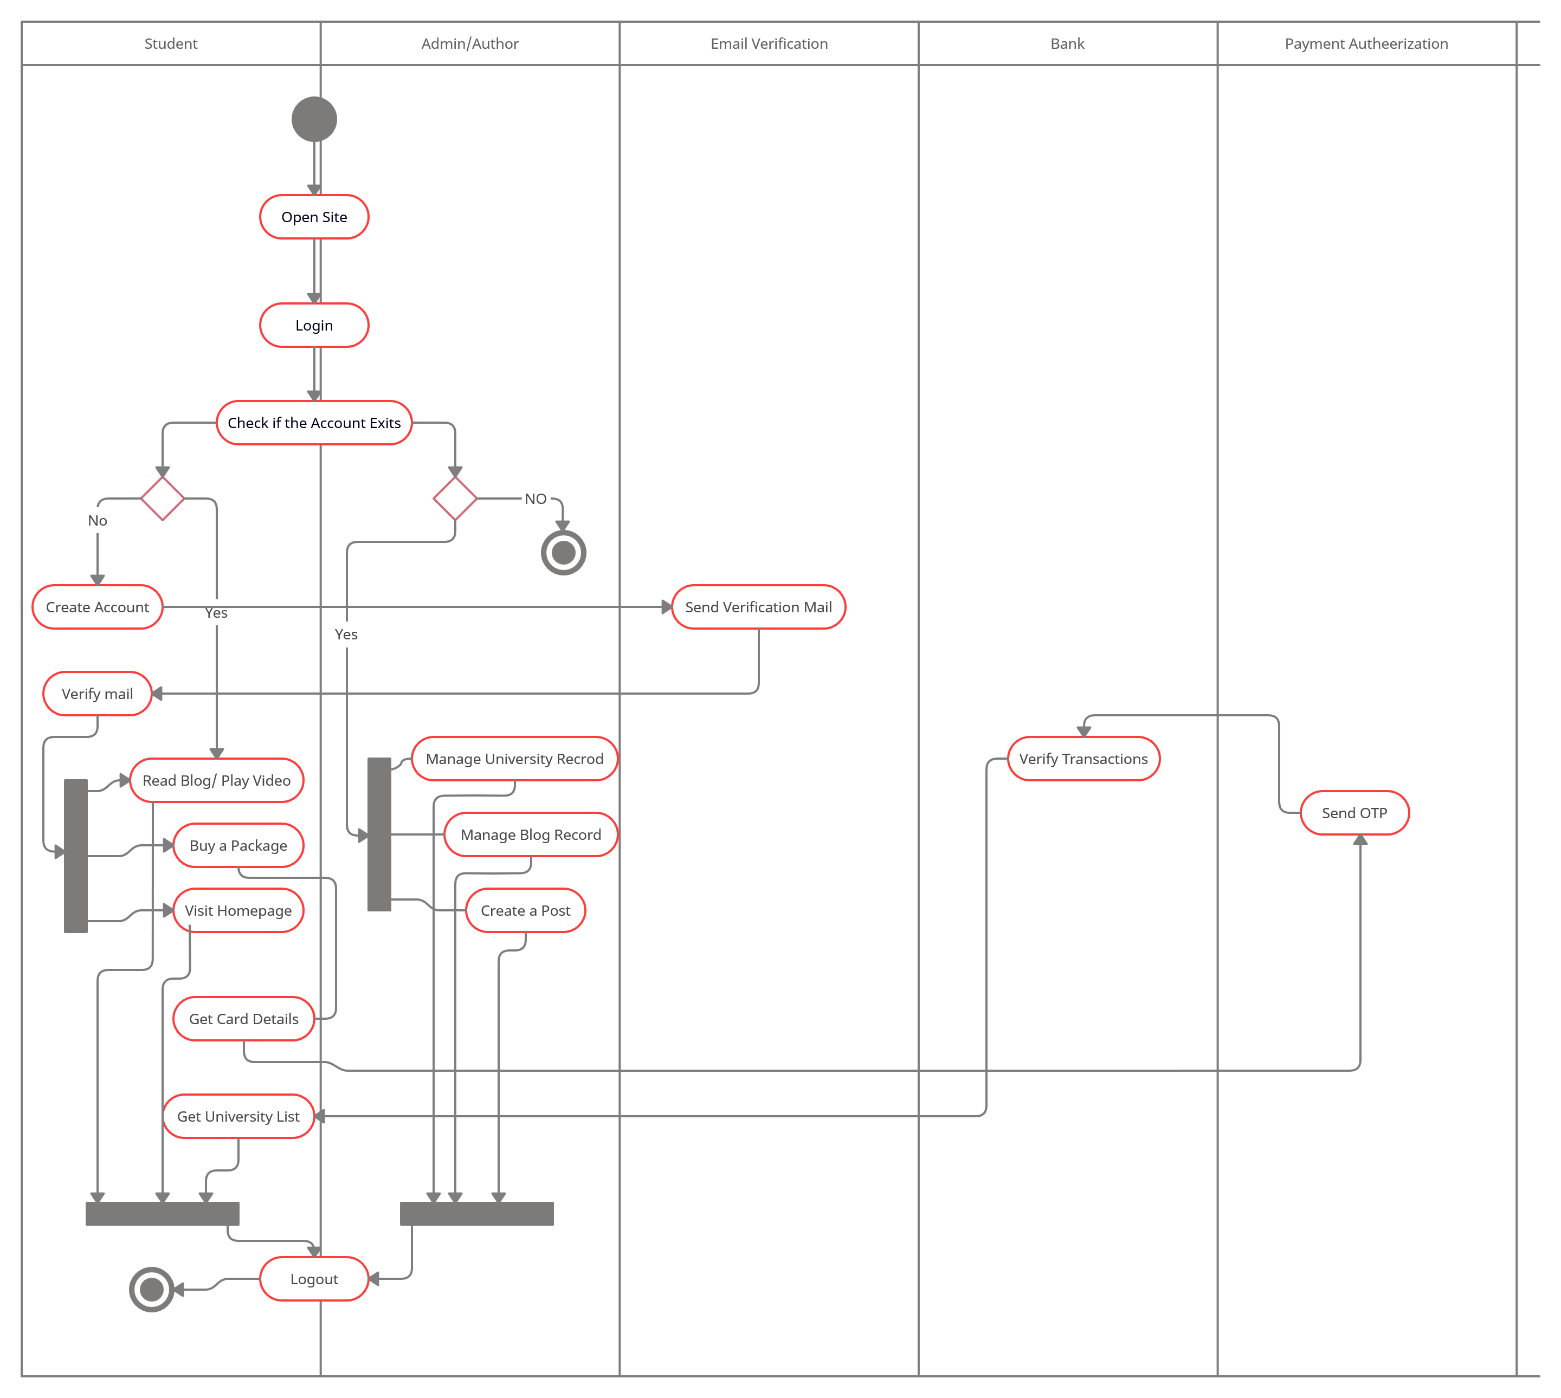 Student
Admin/Author
Email Verification
Bank
Payment Autheerization
Open Site
Login
Check if the Account Exits
No
NO
Create Account
Yes
Send Verification Mail
Yes
Verify mail
Read Blog/ Play Video
Manage University Recrod
Verify Transactions
Send OTP
Buy a Package
Manage Blog Record
Visit Homepage
Create a Post
Get Card Details
Get University List
Logout